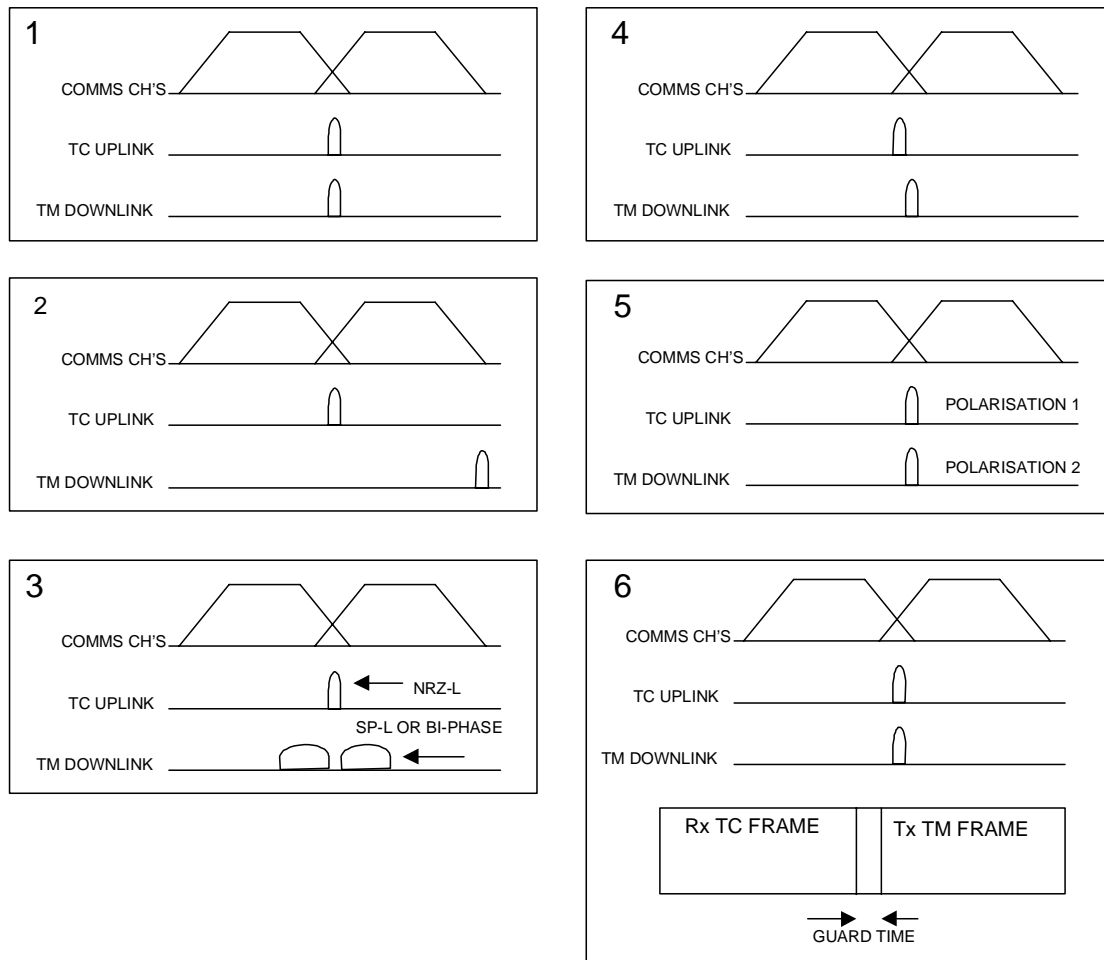 1
COMMS CH'S
TC UPLINK
TM DOWNLINK
2
COMMS CH'S
TC UPLINK
TM DOWNLINK
3
COMMS CH'S
TC UPLINK
NRZ-L
SP-L OR BI-PHASE
TM DOWNLINK
4
COMMS CH'S
TC UPLINK
TM DOWNLINK
5
COMMS CH'S
TC UPLINK
POLARISATION 1
TM DOWNLINK
POLARISATION 2
6
COMMS CH'S
TC UPLINK
TM DOWNLINK
Rx TC FRAME
Tx TM FRAME
GUARD TIME